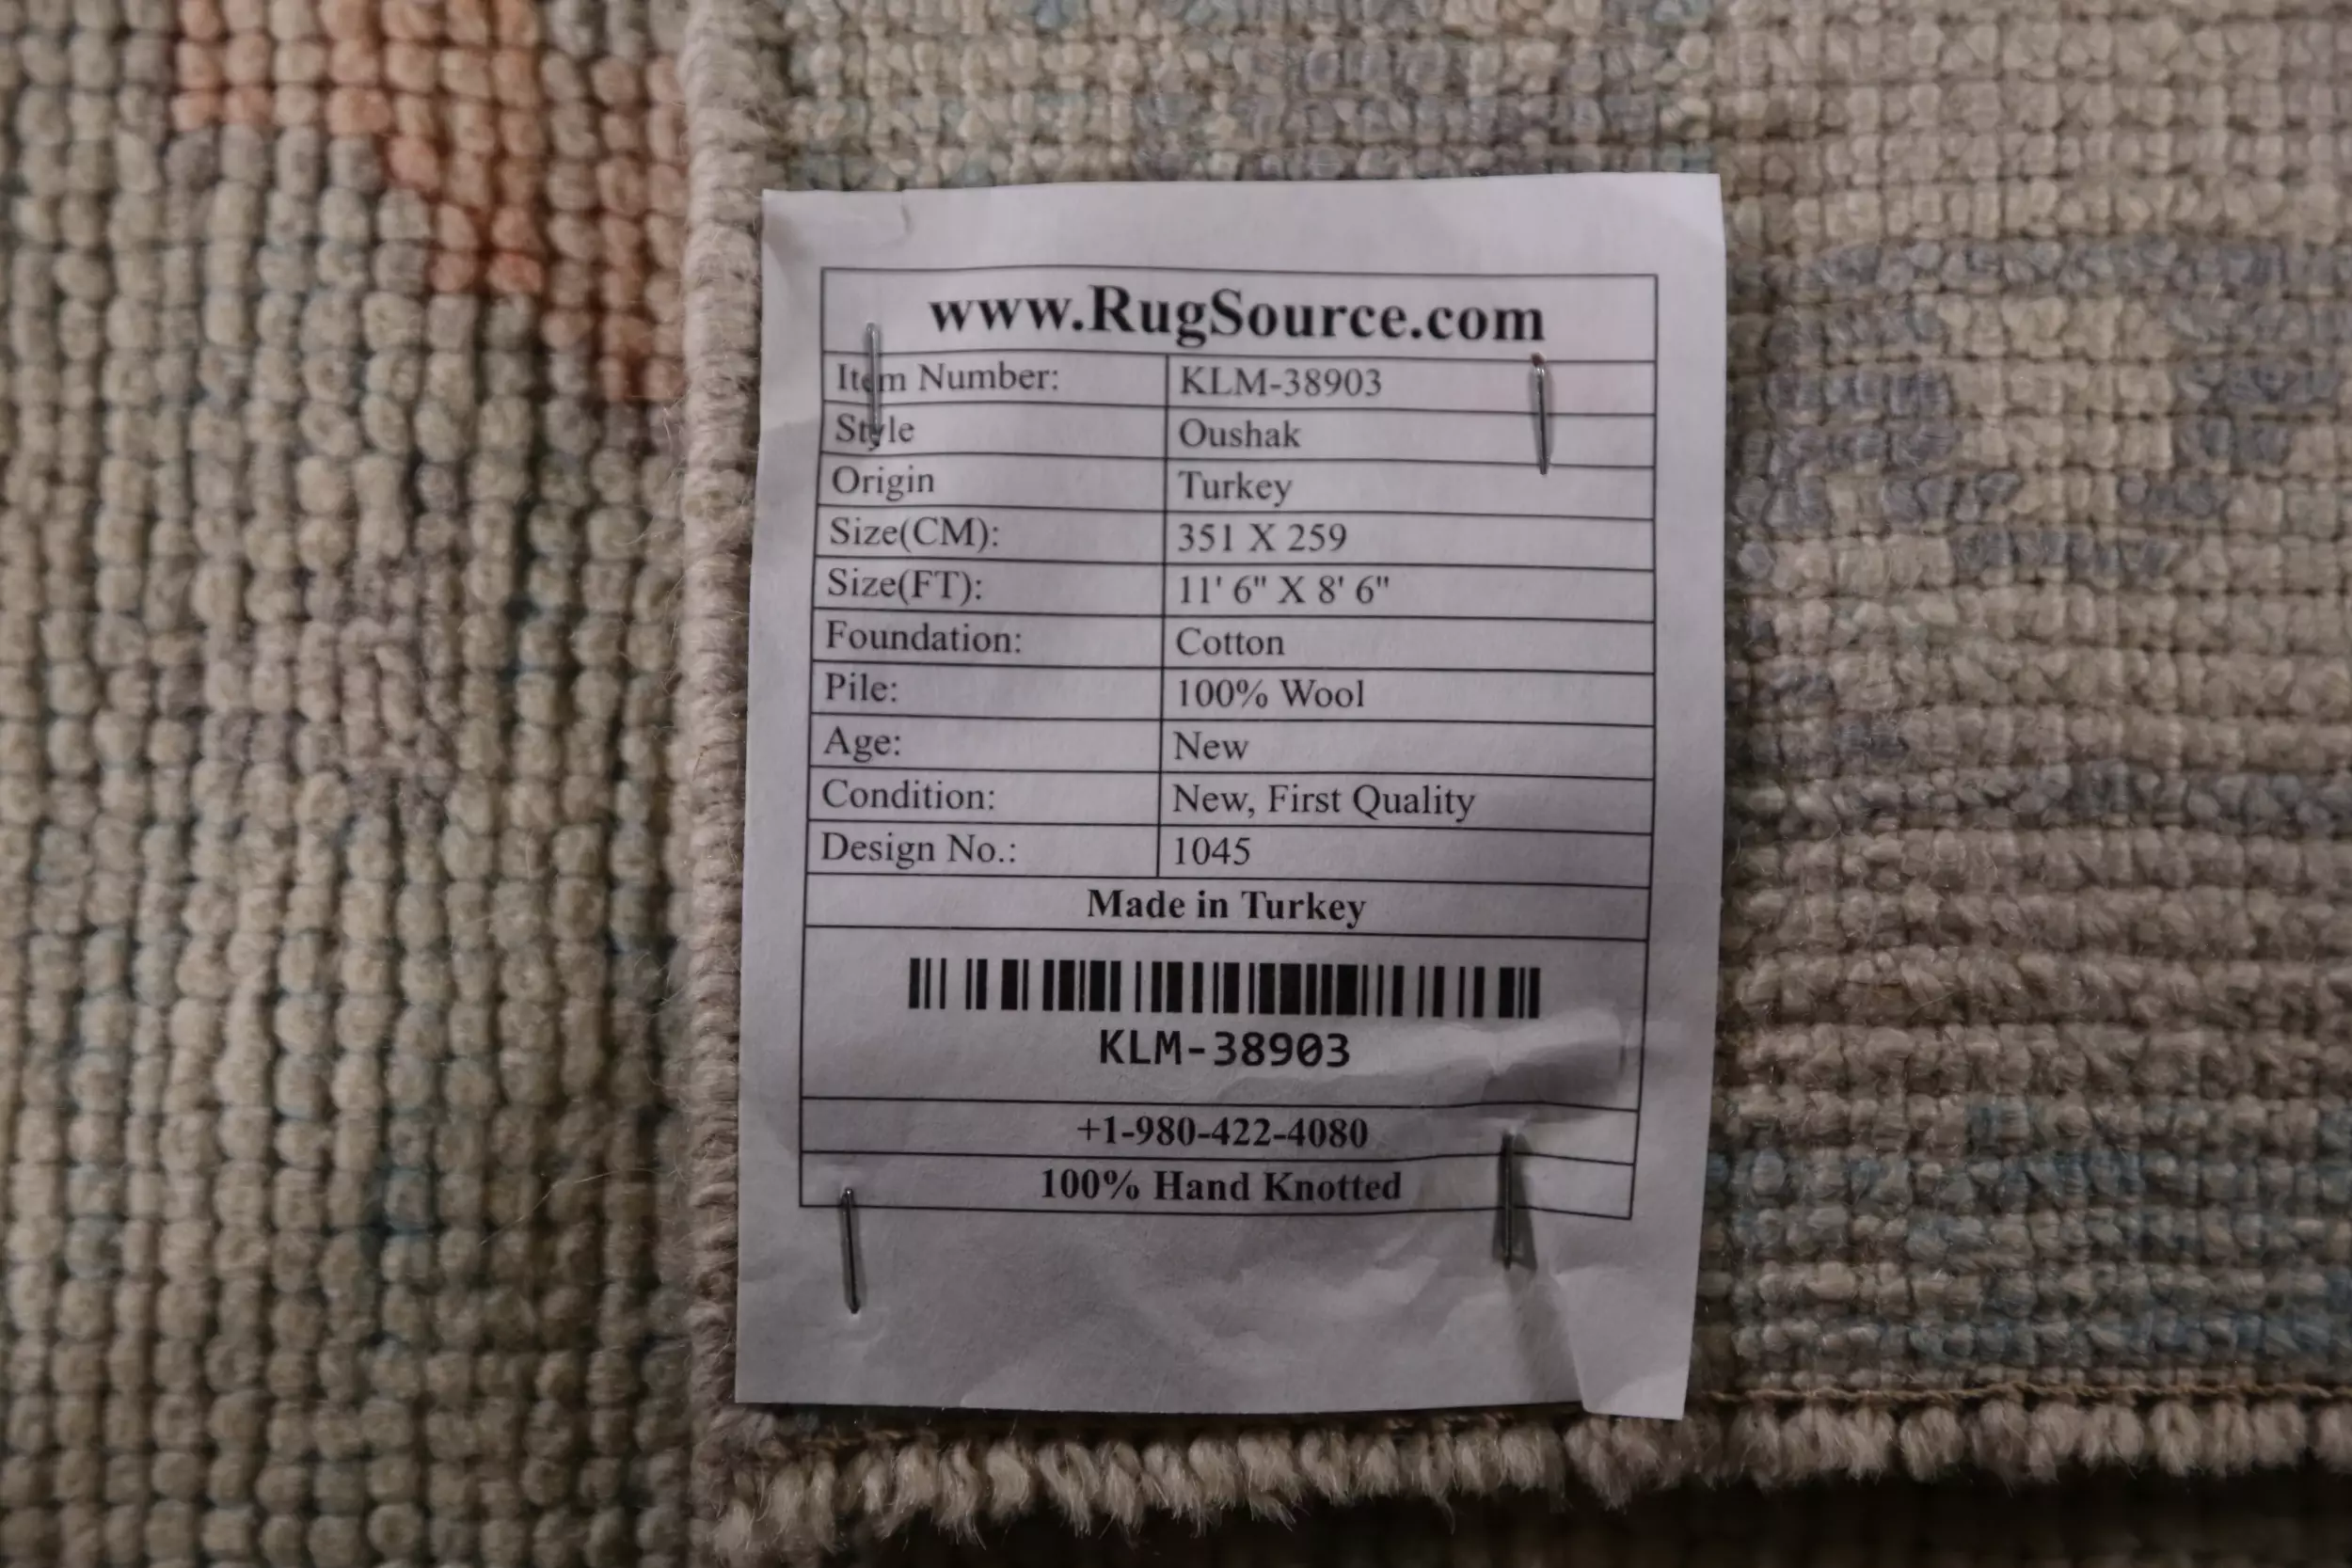 www.RugSource.com
Item Number: KLM-38903
Style Oushak
Origin Turkey
Size(CM): 351 X 259
Size(FT): 11' 6" X 8' 6"
Foundation: Cotton
Pile: 100% Wool
Age: New
Condition: New, First Quality
Design No.: 1045
Made in Turkey
KLM-38903
+1-980-422-4080
100% Hand Knotted